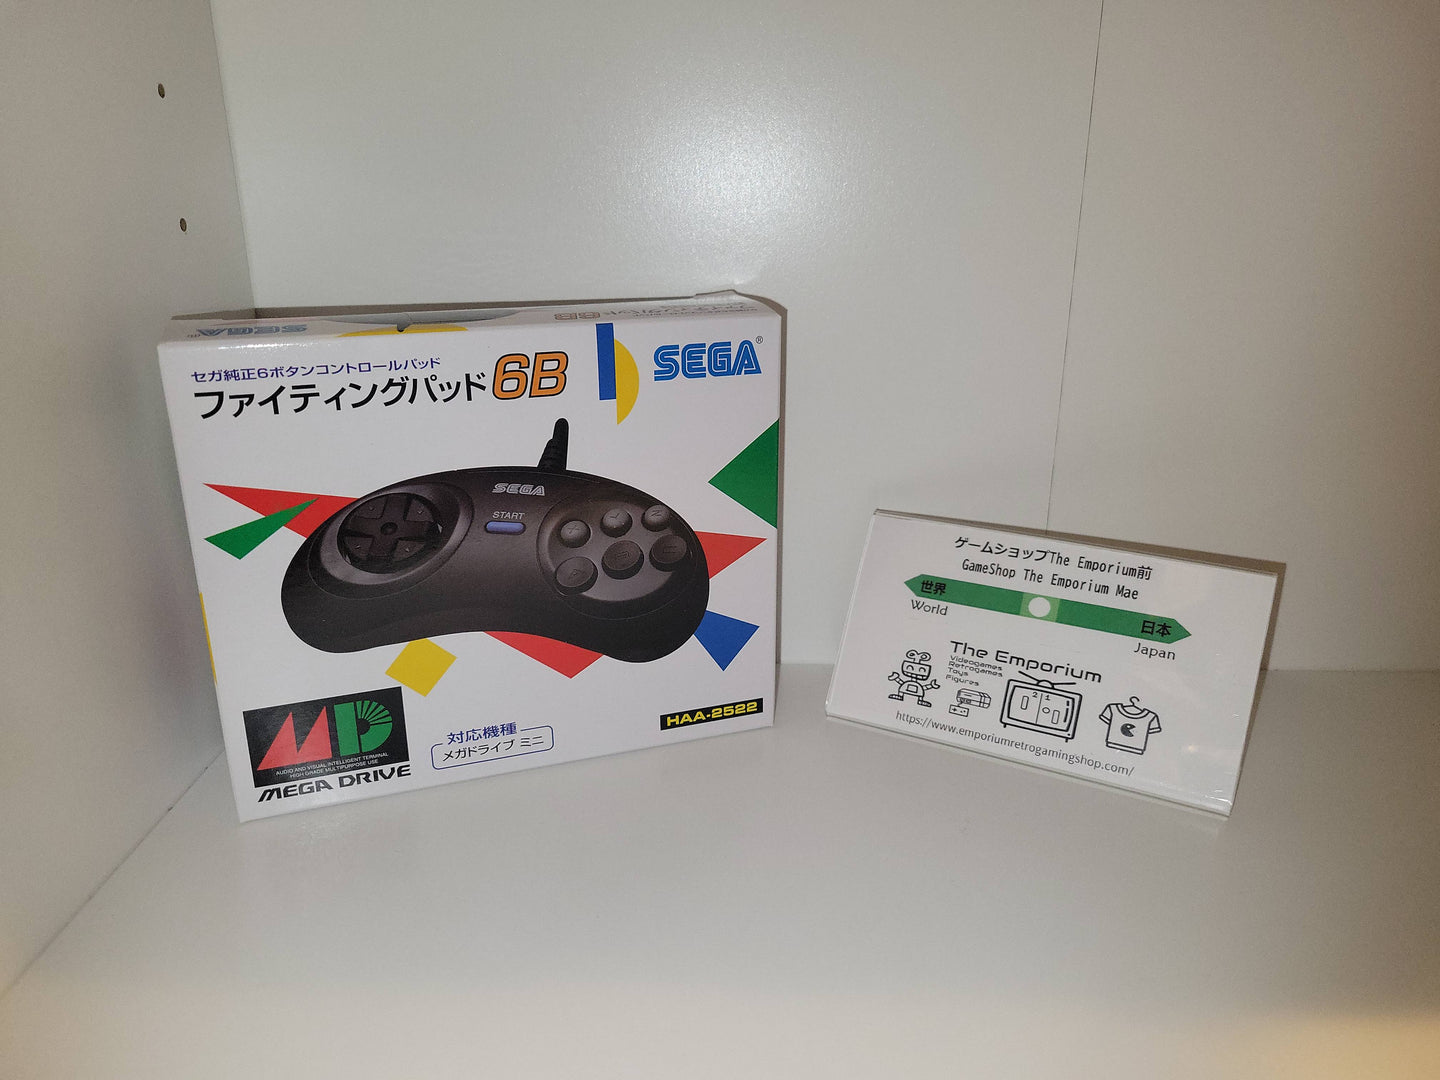 SEGA®
セガ純正6ボタンコントロールパッド
ファイティングパッド 6B
SEGA®
SEGA
START
X Y Z
MD
AUDIO AND VISUAL INTELLIGENT TERMINAL
HIGH GRADE MULTIPURPOSE USE
MEGA DRIVE
対応機種
メガドライブ ミニ
HAA-2522
ゲームショップThe Emporium前
GameShop The Emporium Mae
世界
World
日本
Japan
The Emporium
Videogames
Retrogames
Toys
Figures
2 1
https://www.emporiumretrogamingshop.com/